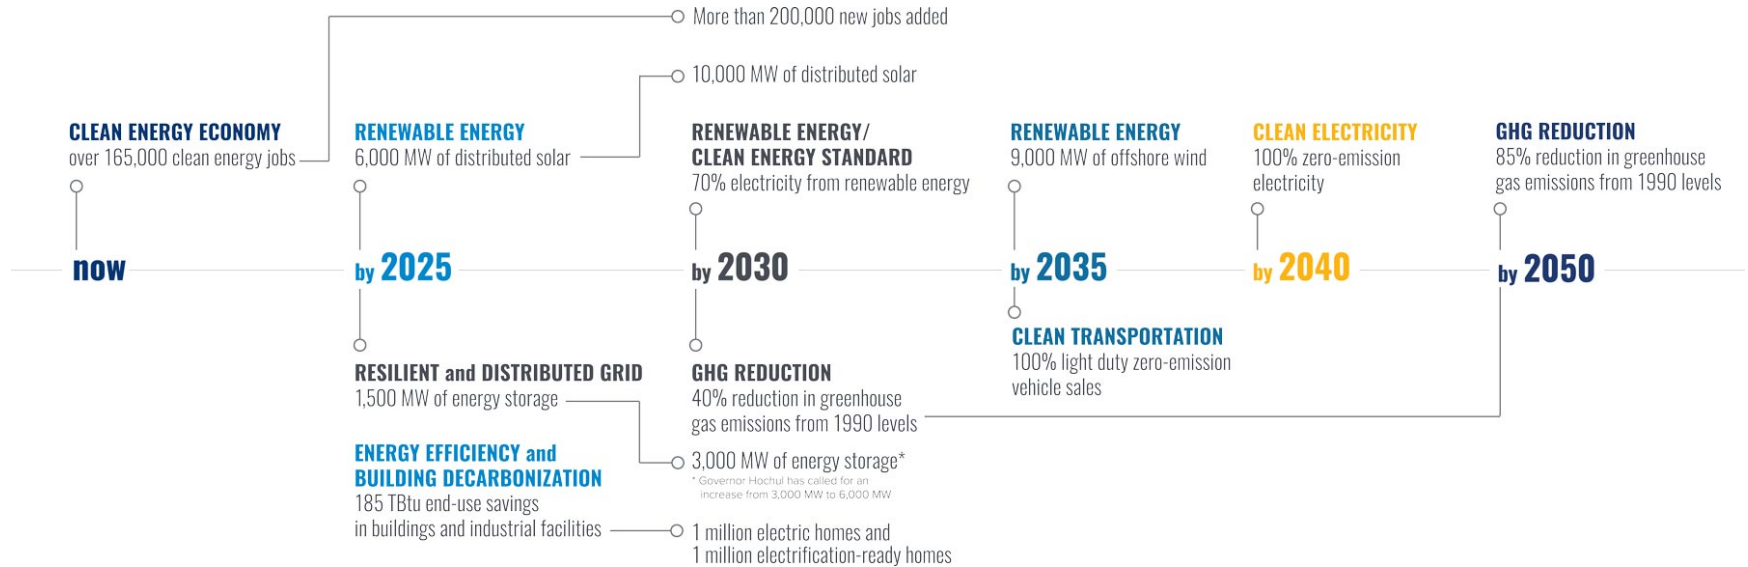 More than 200,000 new jobs added
10,000 MW of distributed solar
CLEAN ENERGY ECONOMY
over 165,000 clean energy jobs
RENEWABLE ENERGY
6,000 MW of distributed solar
RENEWABLE ENERGY/
CLEAN ENERGY STANDARD
70% electricity from renewable energy
RENEWABLE ENERGY
9,000 MW of offshore wind
CLEAN ELECTRICITY
100% zero-emission
electricity
GHG REDUCTION
85% reduction in greenhouse
gas emissions from 1990 levels
now
by 2025
by 2030
by 2035
by 2040
by 2050
RESILIENT and DISTRIBUTED GRID
1,500 MW of energy storage
ENERGY EFFICIENCY and
BUILDING DECARBONIZATION
185 TBtu end-use savings
in buildings and industrial facilities
GHG REDUCTION
40% reduction in greenhouse
gas emissions from 1990 levels
3,000 MW of energy storage*
* Governor Hochul has called for an
increase from 3,000 MW to 6,000 MW
1 million electric homes and
1 million electrification-ready homes
CLEAN TRANSPORTATION
100% light duty zero-emission
vehicle sales